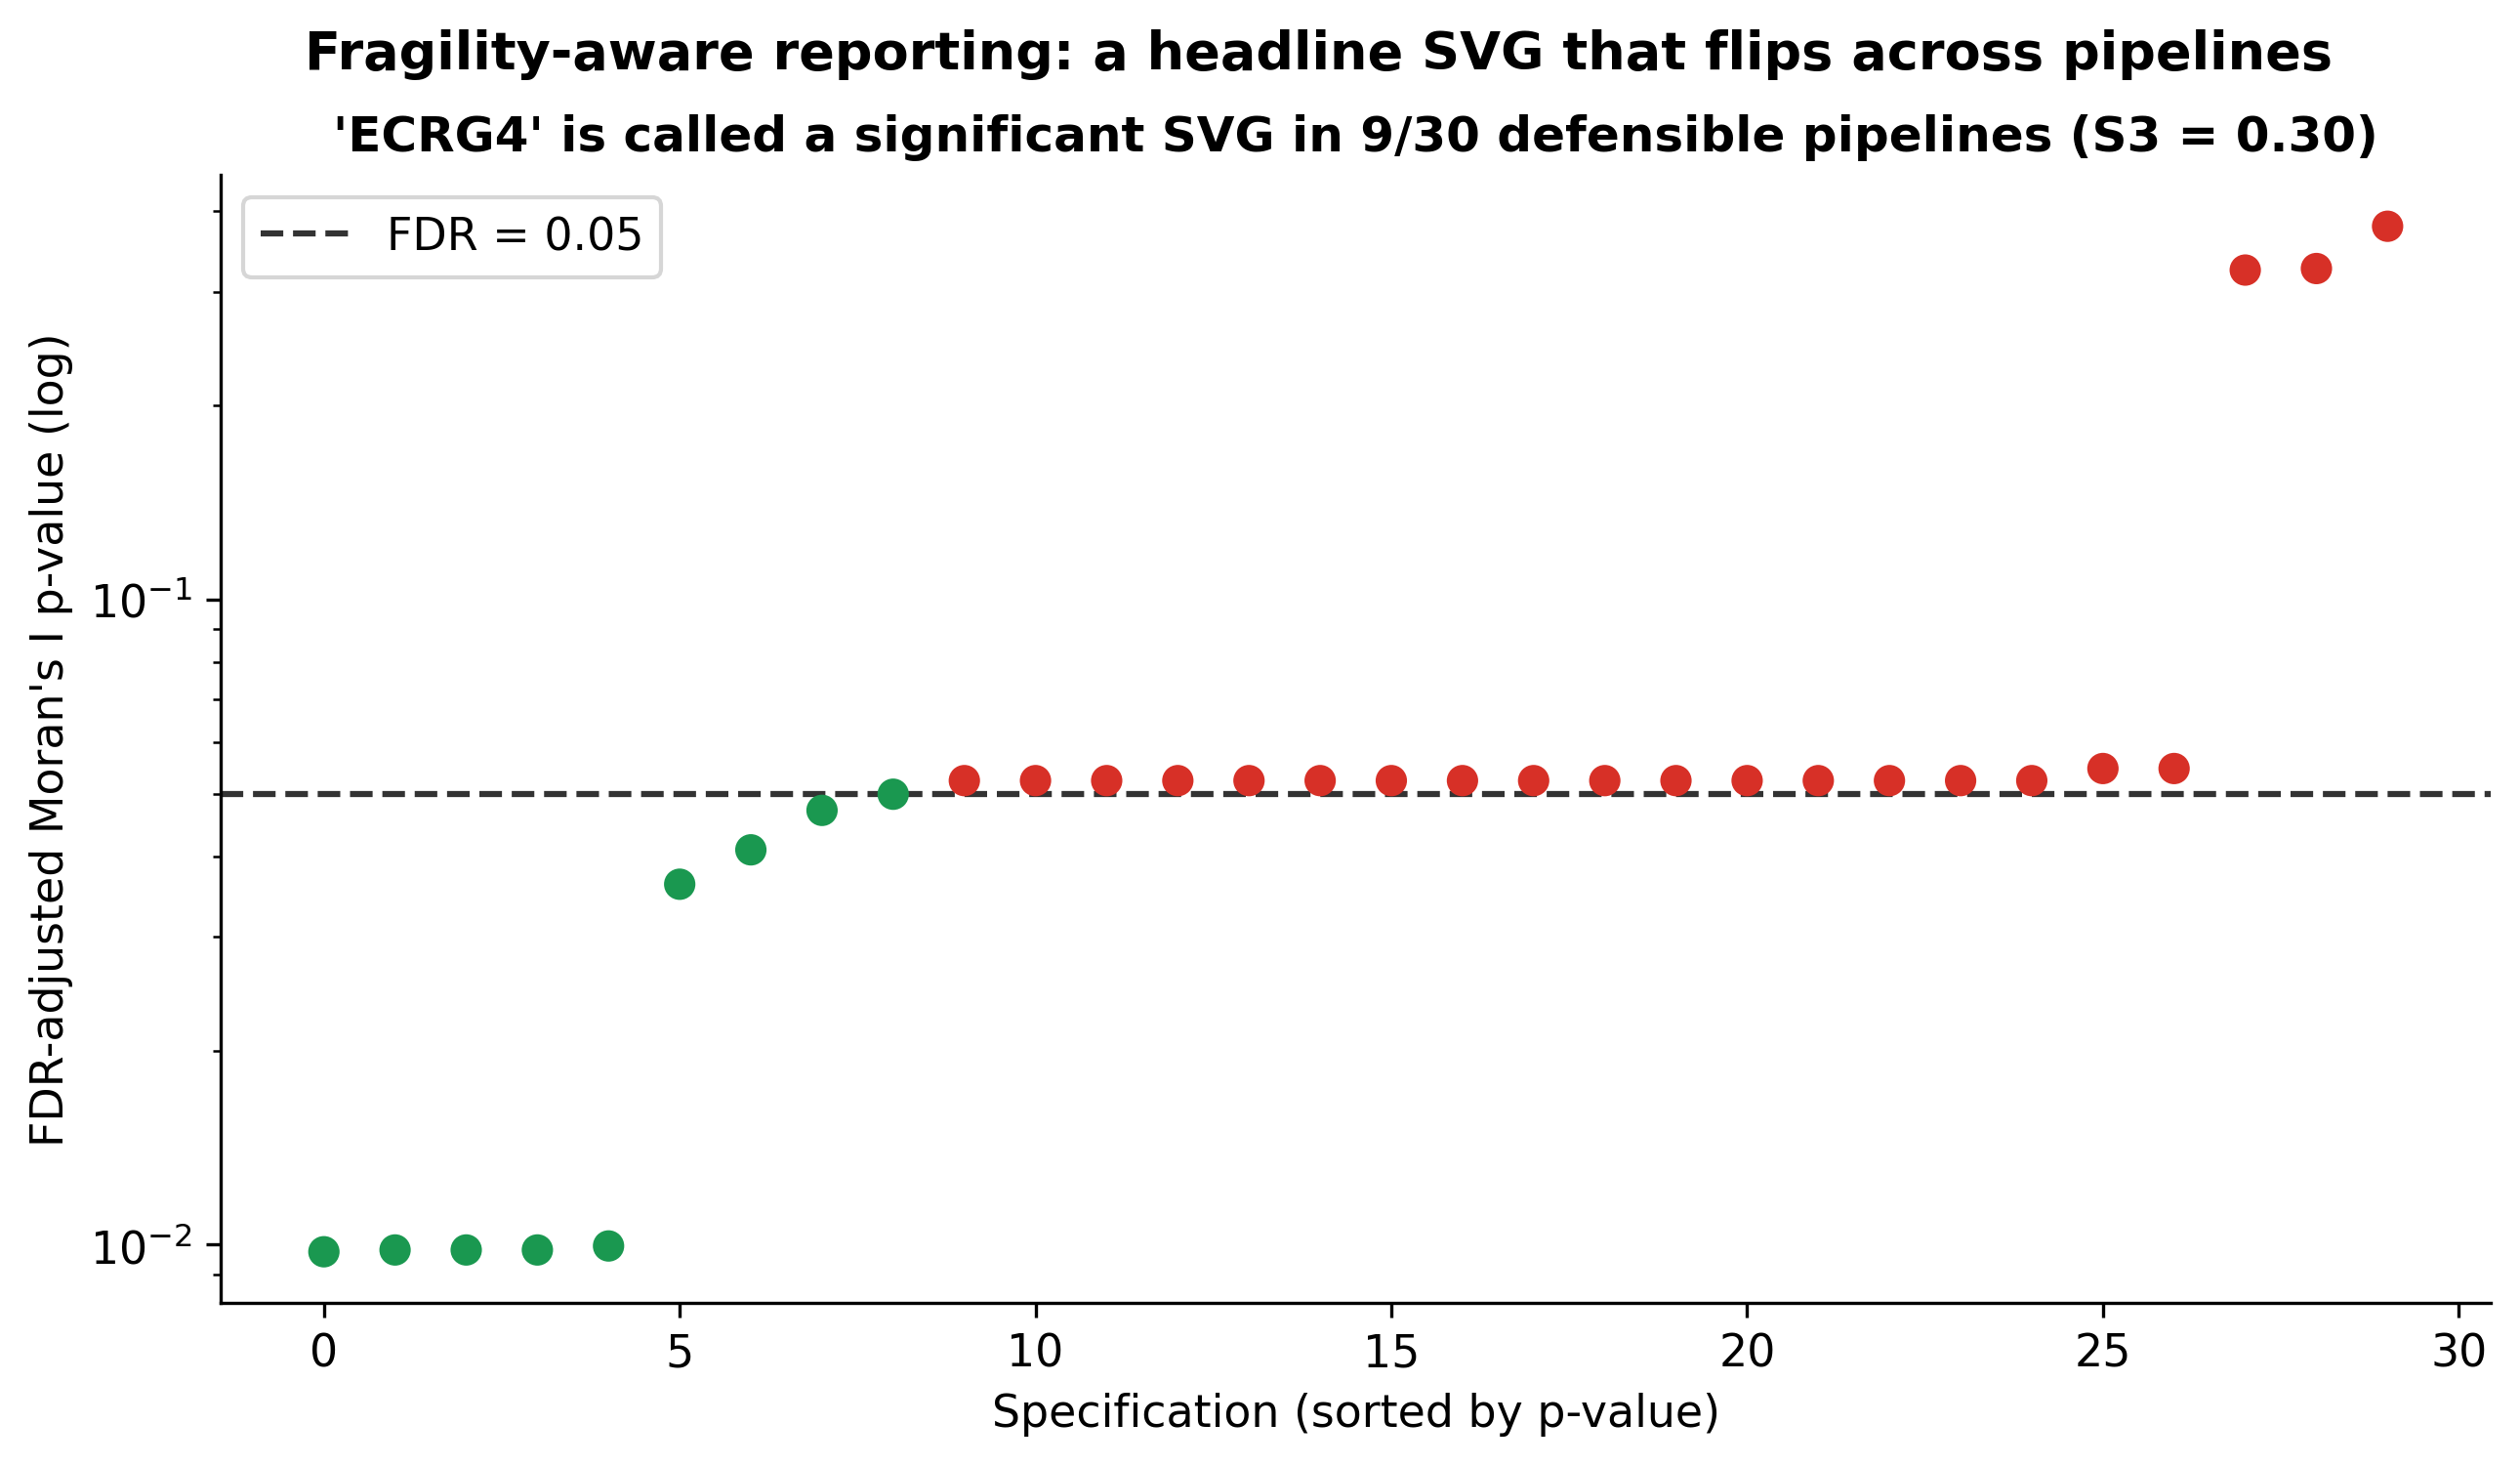 Fragility-aware reporting: a headline SVG that flips across pipelines
'ECRG4' is called a significant SVG in 9/30 defensible pipelines (S3 = 0.30)
FDR = 0.05
FDR-adjusted Moran's I p-value (log)
10⁻¹
10⁻²
0 5 10 15 20 25 30
Specification (sorted by p-value)